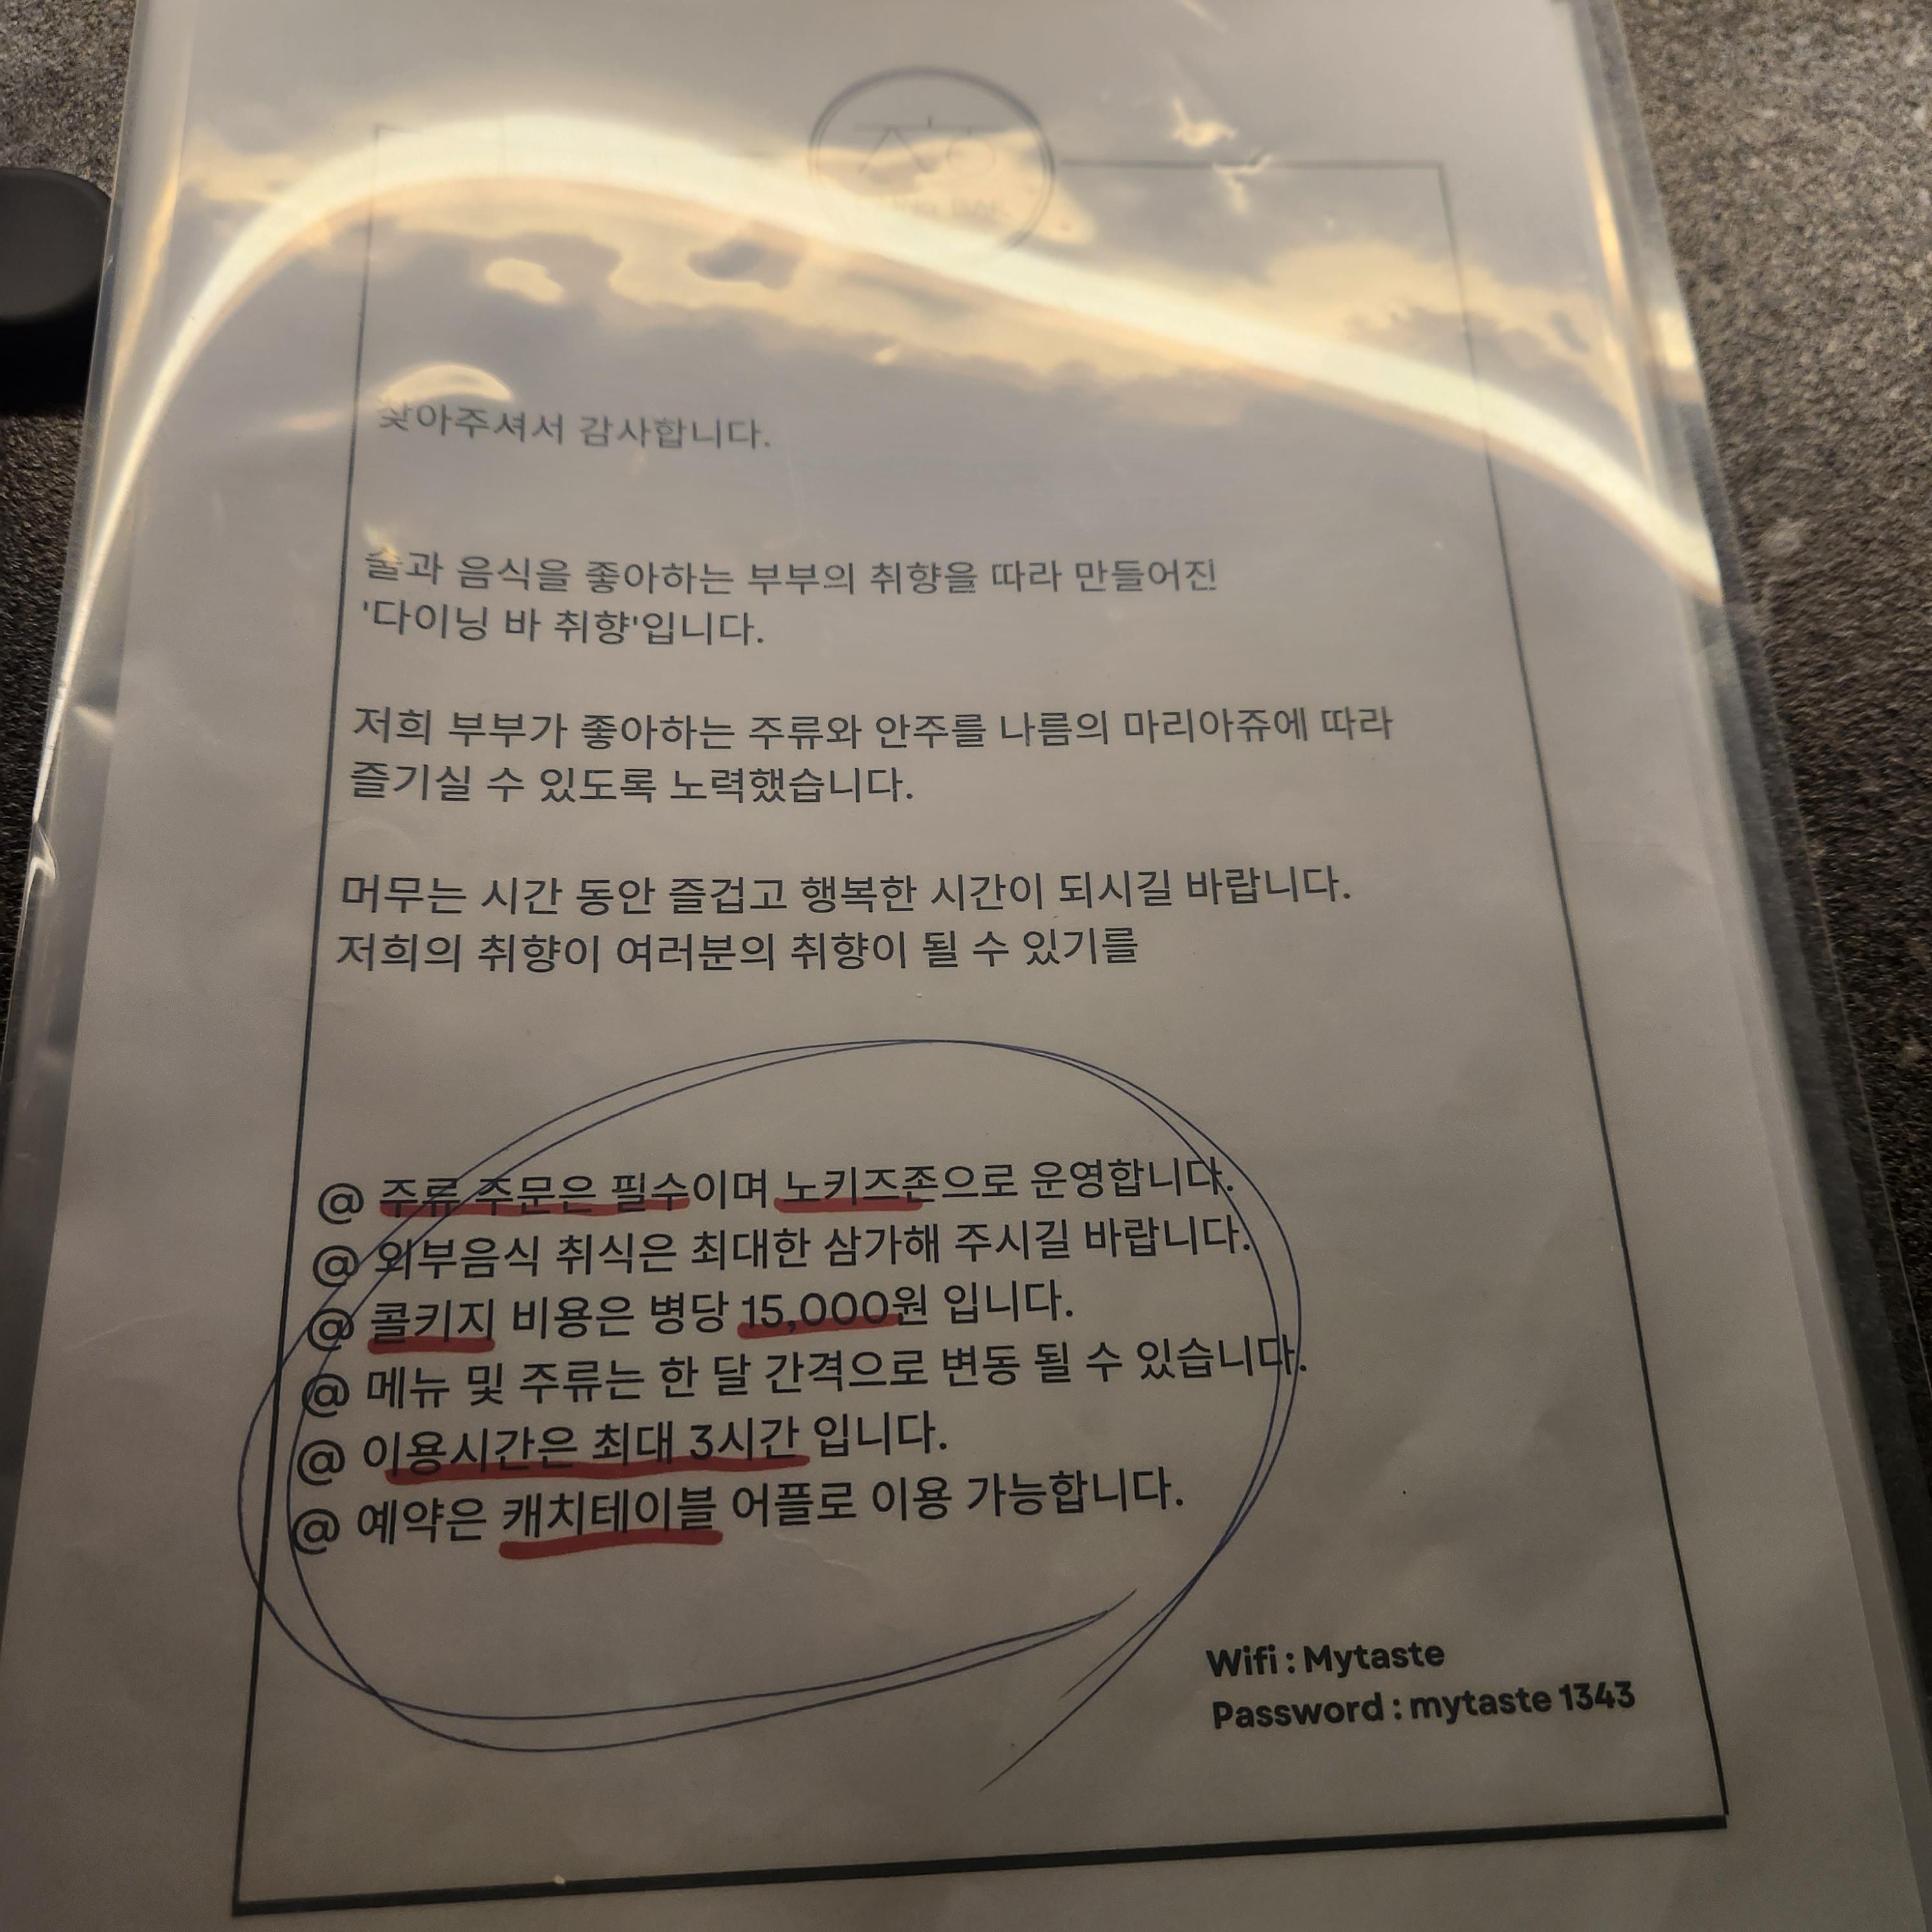 찾아주셔서 감사합니다.
술과 음식을 좋아하는 부부의 취향을 따라 만들어진
'다이닝 바 취향'입니다.
저희 부부가 좋아하는 주류와 안주를 나름의 마리아쥬에 따라
즐기실 수 있도록 노력했습니다.
머무는 시간 동안 즐겁고 행복한 시간이 되시길 바랍니다.
저희의 취향이 여러분의 취향이 될 수 있기를
@ 주류 주문은 필수이며 노키즈존으로 운영합니다.
@ 외부음식 취식은 최대한 삼가해 주시길 바랍니다.
@ 콜키지 비용은 병당 15,000원 입니다.
@ 메뉴 및 주류는 한 달 간격으로 변동 될 수 있습니다.
@ 이용시간은 최대 3시간 입니다.
@ 예약은 캐치테이블 어플로 이용 가능합니다.
Wifi : Mytaste
Password : mytaste 1343